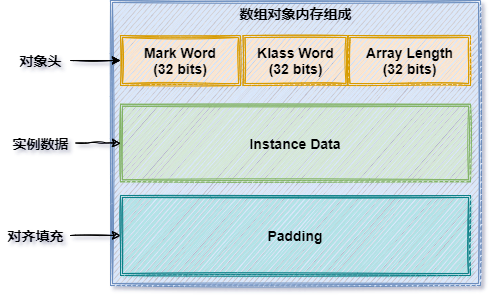 数组对象内存组成
对象头
Mark Word
(32 bits)
Klass Word
(32 bits)
Array Length
(32 bits)
实例数据
Instance Data
对齐填充
Padding